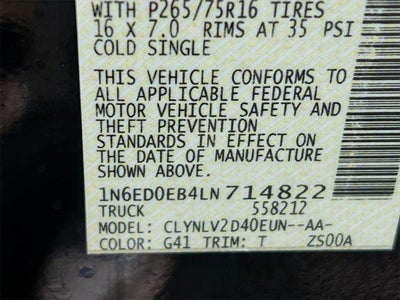 WITH P265/75R16 TIRES
16 X 7.0 RIMS AT 35 PSI
COLD SINGLE
THIS VEHICLE CONFORMS TO
ALL APPLICABLE FEDERAL
MOTOR VEHICLE SAFETY AND
THEFT PREVENTION
STANDARDS IN EFFECT ON
THE DATE OF MANUFACTURE
SHOWN ABOVE.
1N6ED0EB4LN714822
TRUCK 558212
MODEL: CLYNLV2D40EUN--AA-
COLOR: G41 TRIM: T ZS00A